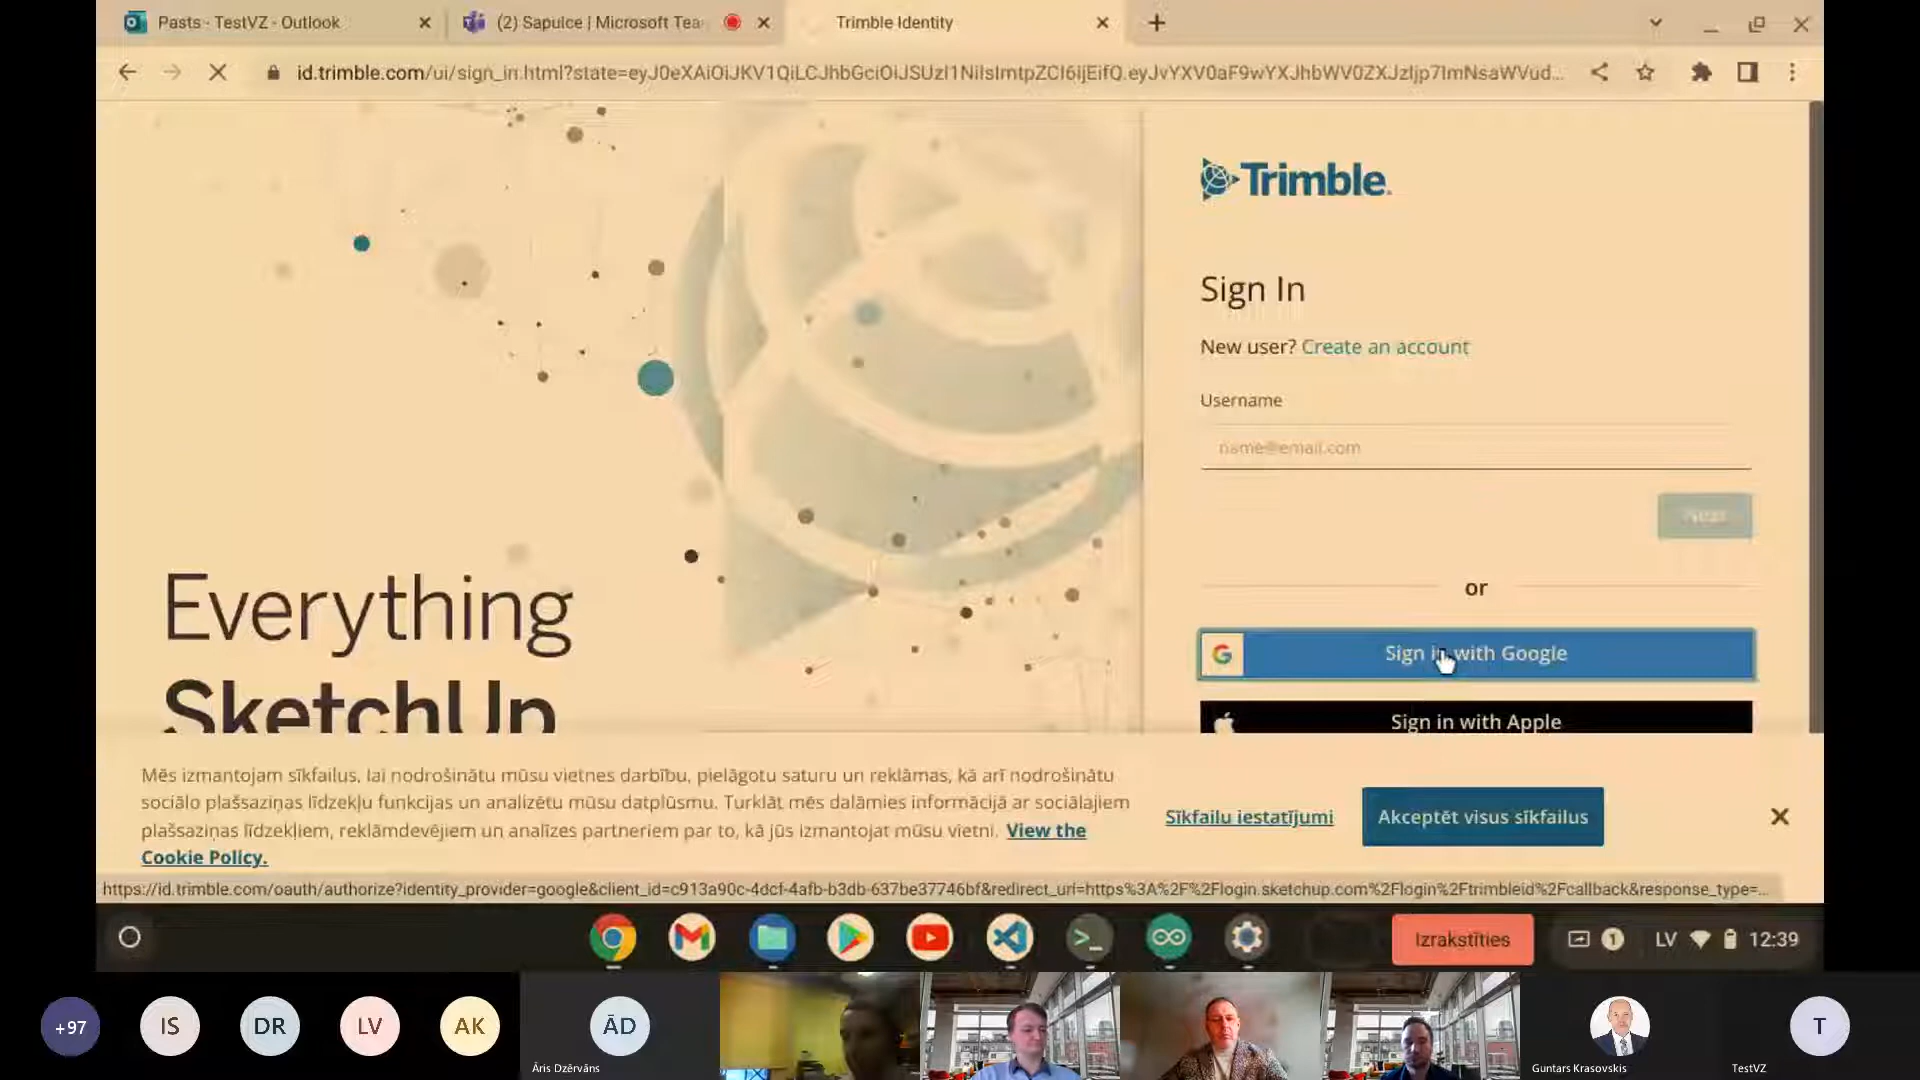 Pasts - TestVZ - Outlook
(2) Sapulce | Microsoft Tea
Trimble Identity
id.trimble.com/ui/sign_in.html?state=eyJ0eXAiOiJKV1QiLCJhbGciOiJSUzI1NiIsImtpZCI6IjEifQ.eyJvYXV0aF9wYXJhbWV0ZXJzIjp7ImNsaWVud...
Trimble.
Sign In
New user? Create an account
Username
name@email.com
Next
or
Sign in with Google
Sign in with Apple
Everything
SketchUp
Mēs izmantojam sīkfailus, lai nodrošinātu mūsu vietnes darbību, pielāgotu saturu un reklāmas, kā arī nodrošinātu
sociālo plašsaziņas līdzekļu funkcijas un analizētu mūsu datplūsmu. Turklāt mēs dalāmies informācijā ar sociālajiem
plašsaziņas līdzekļiem, reklāmdevējiem un analīzes partneriem par to, kā jūs izmantojat mūsu vietni. View the
Cookie Policy.
Sīkfailu iestatījumi
Akceptēt visus sīkfailus
https://id.trimble.com/oauth/authorize?identity_provider=google&client_id=c913a90c-4dcf-4afb-b3db-637be37746bf&redirect_url=https%3A%2F%2Flogin.sketchup.com%2Flogin%2Ftrimbleid%2Fcallback&response_type=...
Izrakstīties
1
LV
12:39
+97
IS
DR
LV
AK
ĀD
T
Āris Dzērvāns
Guntars Krasovskis
TestVZ